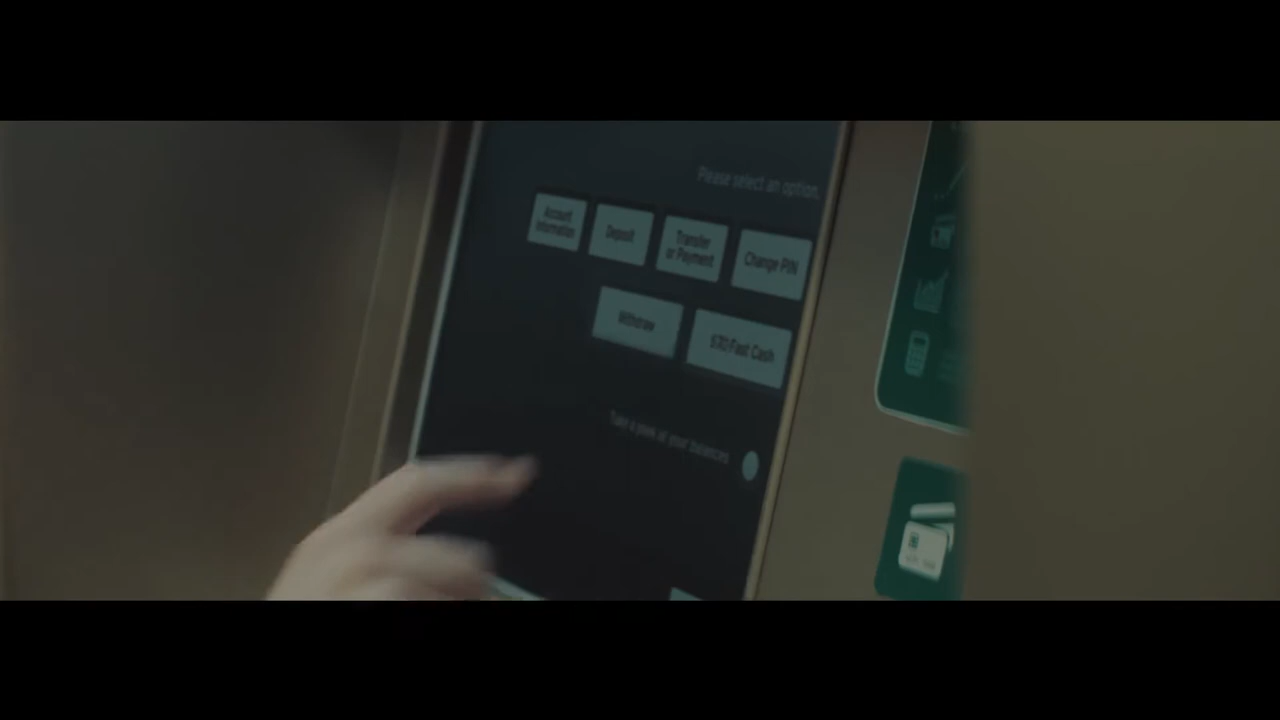 Please select an option.
Account
Information
Deposit
Transfer
or Payment
Change PIN
Withdraw
$70 Fast Cash
Take a peek at your balances